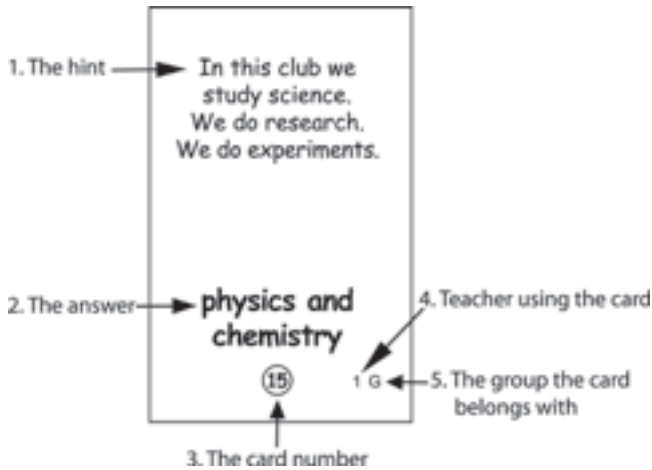 1. The hint
In this club we
study science.
We do research.
We do experiments.
2. The answer
physics and
chemistry
4. Teacher using the card
15
1 G
5. The group the card
belongs with
3. The card number